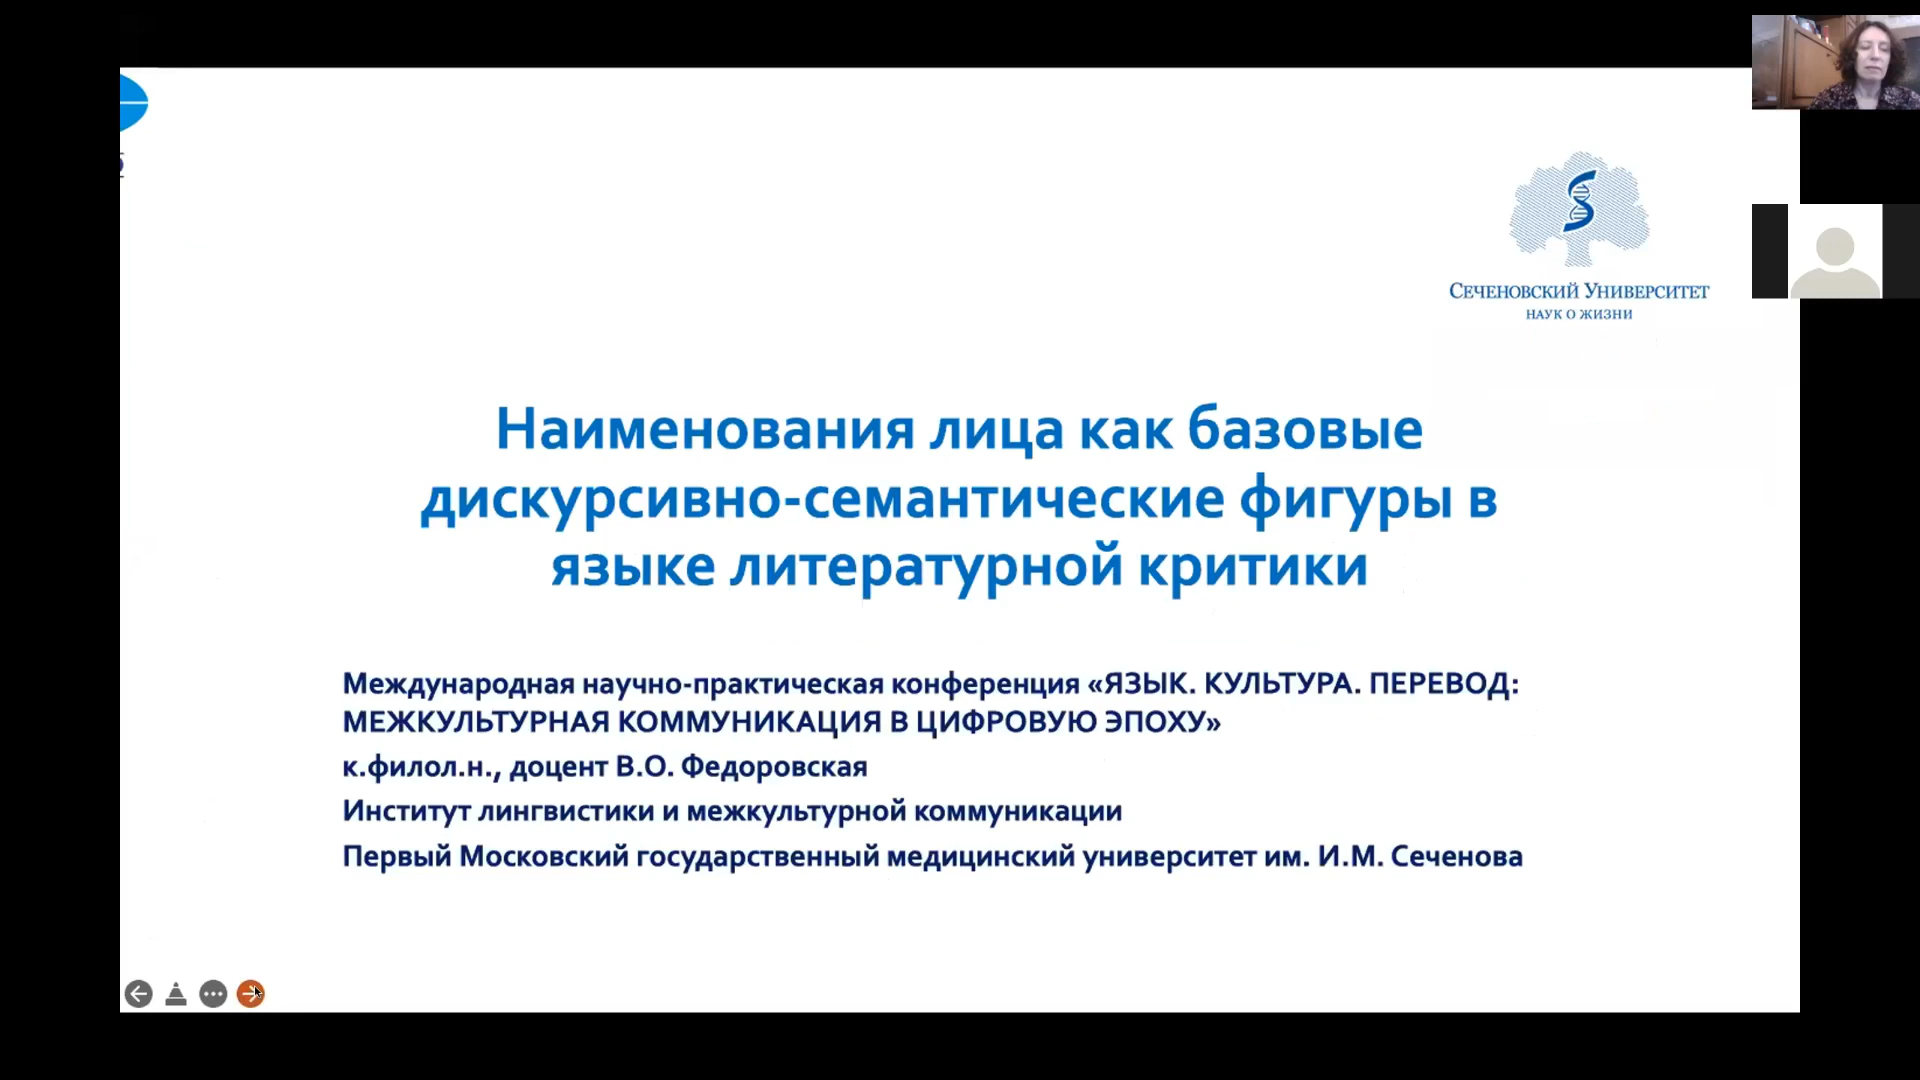 Сеченовский Университет
наук о жизни
Наименования лица как базовые
дискурсивно-семантические фигуры в
языке литературной критики
Международная научно-практическая конференция «ЯЗЫК. КУЛЬТУРА. ПЕРЕВОД:
МЕЖКУЛЬТУРНАЯ КОММУНИКАЦИЯ В ЦИФРОВУЮ ЭПОХУ»
к.филол.н., доцент В.О. Федоровская
Институт лингвистики и межкультурной коммуникации
Первый Московский государственный медицинский университет им. И.М. Сеченова